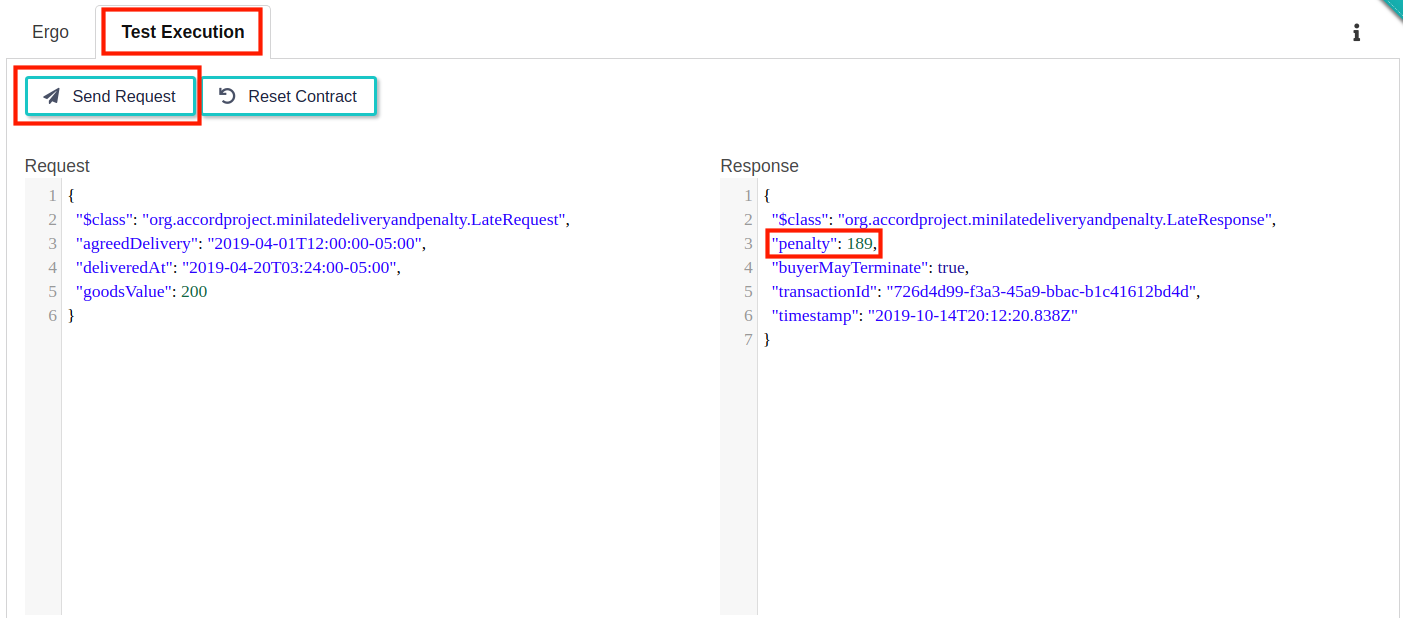 Ergo
Test Execution
Send Request
Reset Contract
Request
1 {
2 "$class": "org.accordproject.minilatedeliveryandpenalty.LateRequest",
3 "agreedDelivery": "2019-04-01T12:00:00-05:00",
4 "deliveredAt": "2019-04-20T03:24:00-05:00",
5 "goodsValue": 200
6 }
Response
1 {
2 "$class": "org.accordproject.minilatedeliveryandpenalty.LateResponse",
3 "penalty": 189,
4 "buyerMayTerminate": true,
5 "transactionId": "726d4d99-f3a3-45a9-bbac-b1c41612bd4d",
6 "timestamp": "2019-10-14T20:12:20.838Z"
7 }